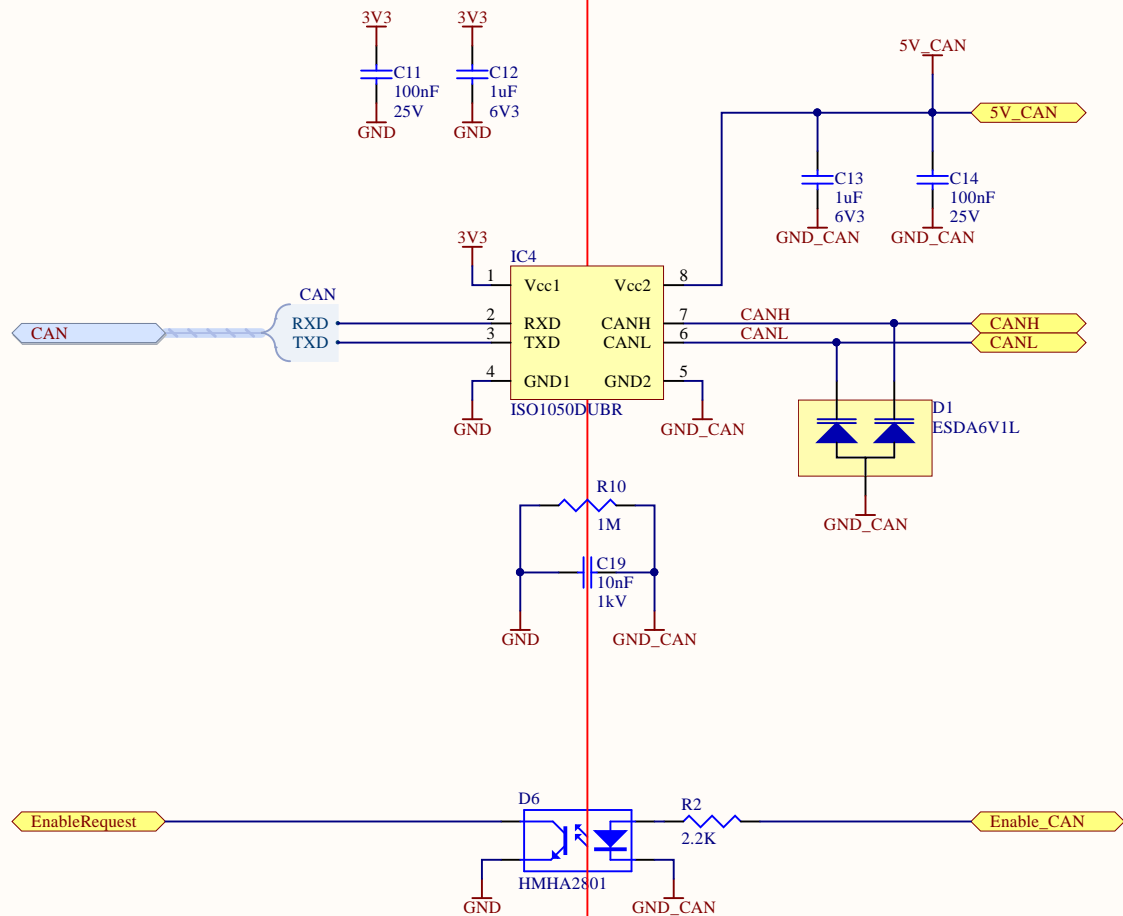 3V3
3V3
C11
100nF
25V
GND
C12
1uF
6V3
GND
5V_CAN
5V_CAN
C13
1uF
6V3
GND_CAN
C14
100nF
25V
GND_CAN
3V3
IC4
1
Vcc1
Vcc2
8
CAN
CAN
RXD
TXD
2
RXD
CANH
7
CANH
CANH
3
TXD
CANL
6
CANL
CANL
4
GND1
GND2
5
ISO1050DUBR
GND
GND_CAN
D1
ESDA6V1L
GND_CAN
R10
1M
C19
10nF
1kV
GND
GND_CAN
D6
R2
EnableRequest
2.2K
Enable_CAN
HMHA2801
GND
GND_CAN